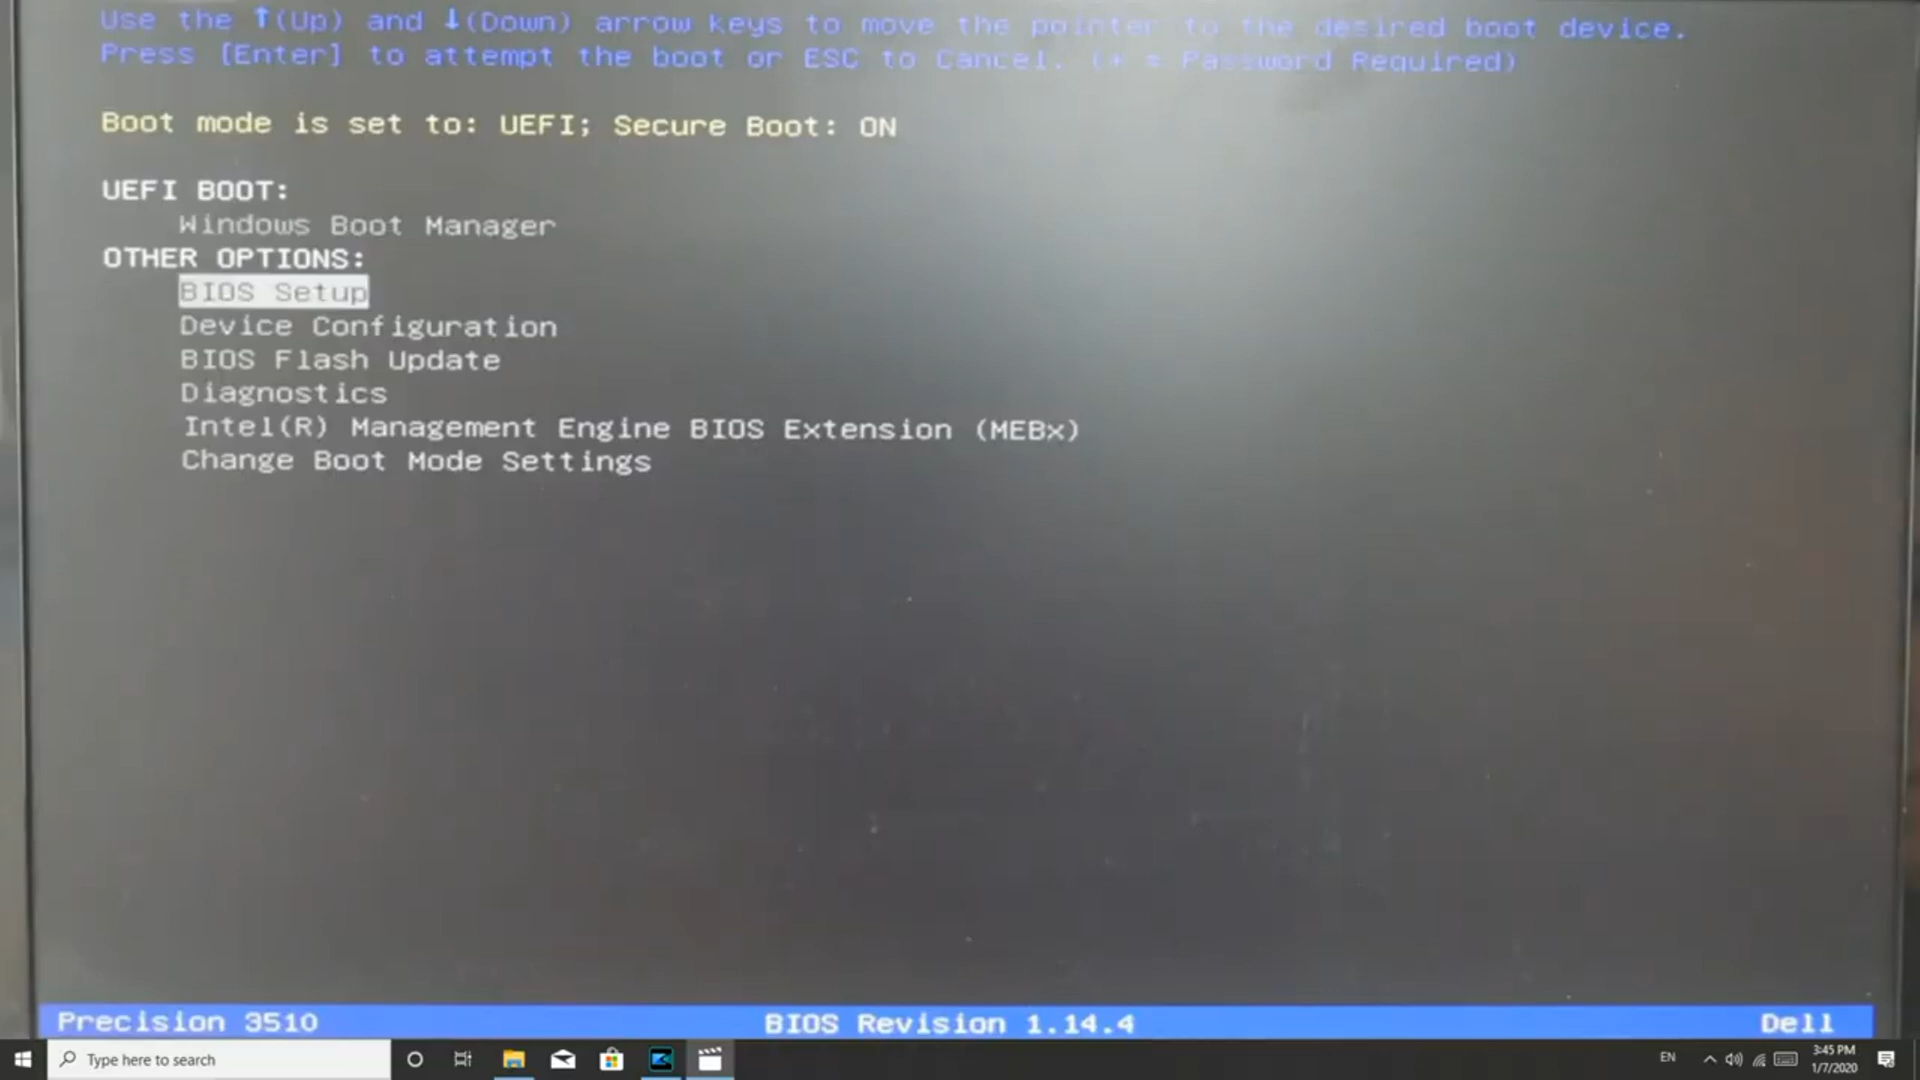 Use the ↑(Up) and ↓(Down) arrow keys to move the pointer to the desired boot device.
Press [Enter] to attempt the boot or ESC to Cancel. (* = Password Required)
Boot mode is set to: UEFI; Secure Boot: ON
UEFI BOOT:
Windows Boot Manager
OTHER OPTIONS:
BIOS Setup
Device Configuration
BIOS Flash Update
Diagnostics
Intel(R) Management Engine BIOS Extension (MEBx)
Change Boot Mode Settings
Precision 3510 BIOS Revision 1.14.4 Dell
Type here to search EN 3:45 PM
1/7/2020